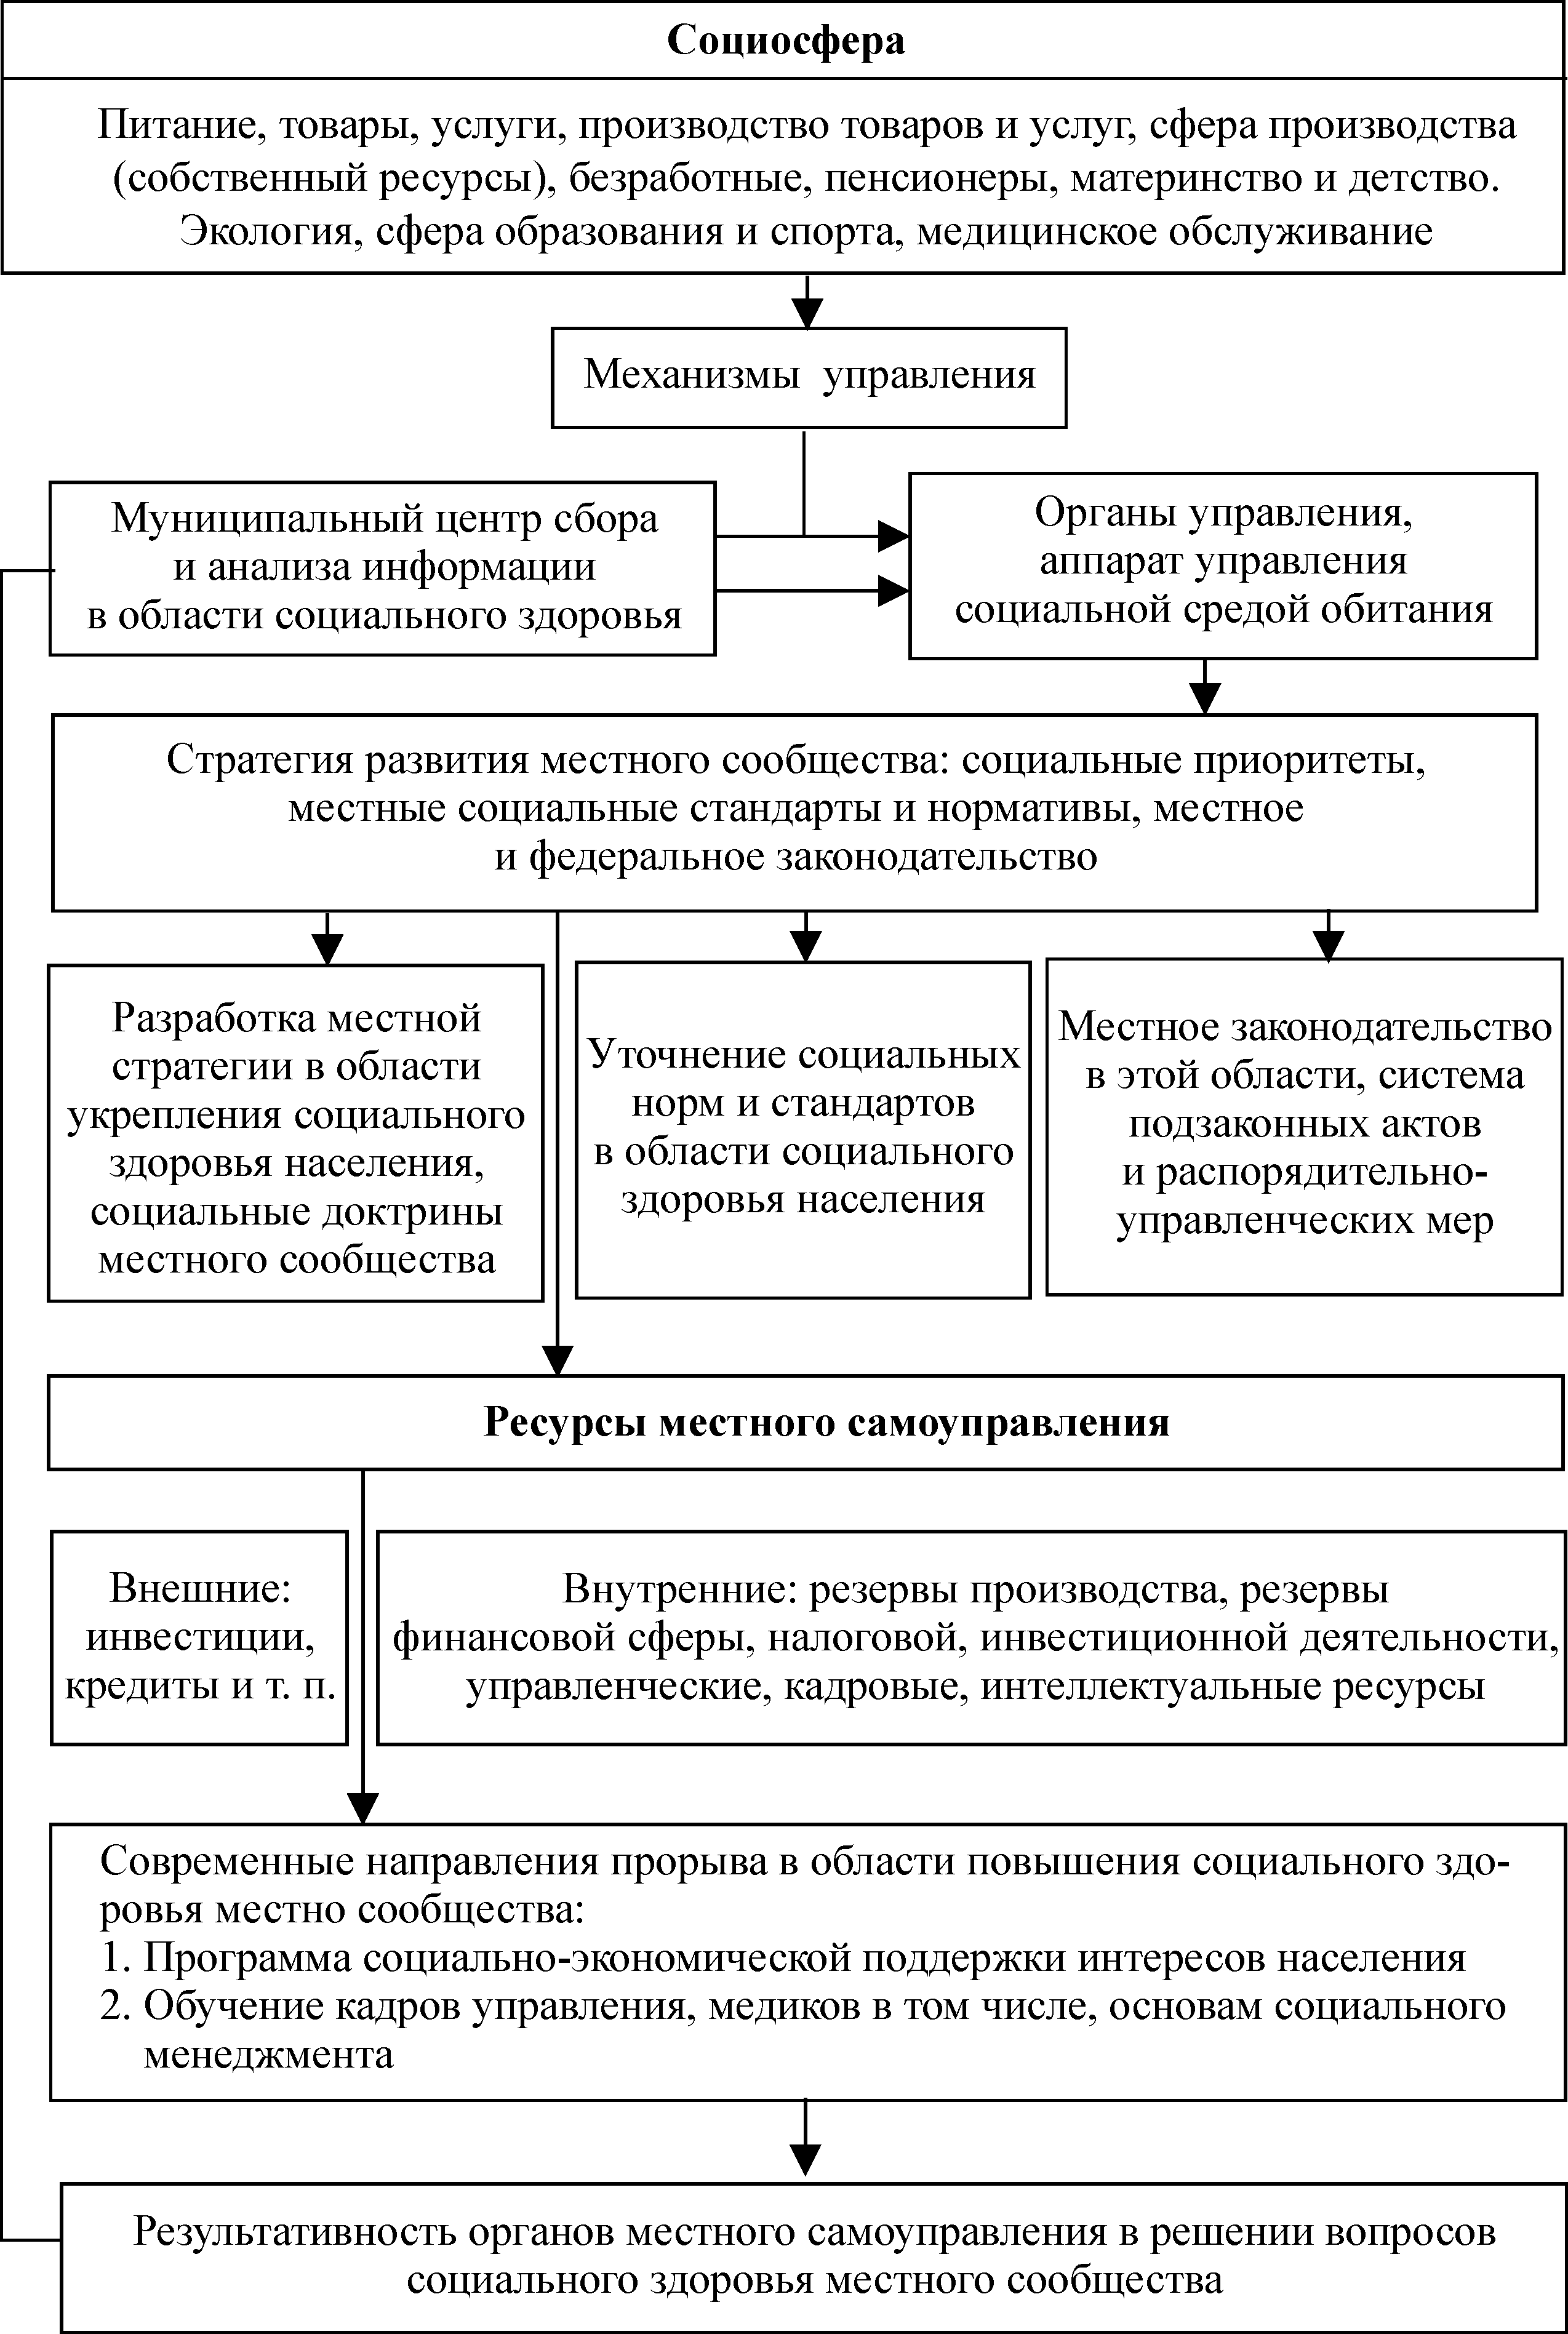 Социосфера
Питание, товары, услуги, производство товаров и услуг, сфера производства
(собственный ресурсы), безработные, пенсионеры, материнство и детство.
Экология, сфера образования и спорта, медицинское обслуживание
Механизмы управления
Муниципальный центр сбора
и анализа информации
в области социального здоровья
Органы управления,
аппарат управления
социальной средой обитания
Стратегия развития местного сообщества: социальные приоритеты,
местные социальные стандарты и нормативы, местное
и федеральное законодательство
Разработка местной
стратегии в области
укрепления социального
здоровья населения,
социальные доктрины
местного сообщества
Уточнение социальных
норм и стандартов
в области социального
здоровья населения
Местное законодательство
в этой области, система
подзаконных актов
и распорядительно-
управленческих мер
Ресурсы местного самоуправления
Внешние:
инвестиции,
кредиты и т. п.
Внутренние: резервы производства, резервы
финансовой сферы, налоговой, инвестиционной деятельности,
управленческие, кадровые, интеллектуальные ресурсы
Современные направления прорыва в области повышения социального здо-
ровья местно сообщества:
1. Программа социально-экономической поддержки интересов населения
2. Обучение кадров управления, медиков в том числе, основам социального
менеджмента
Результативность органов местного самоуправления в решении вопросов
социального здоровья местного сообщества